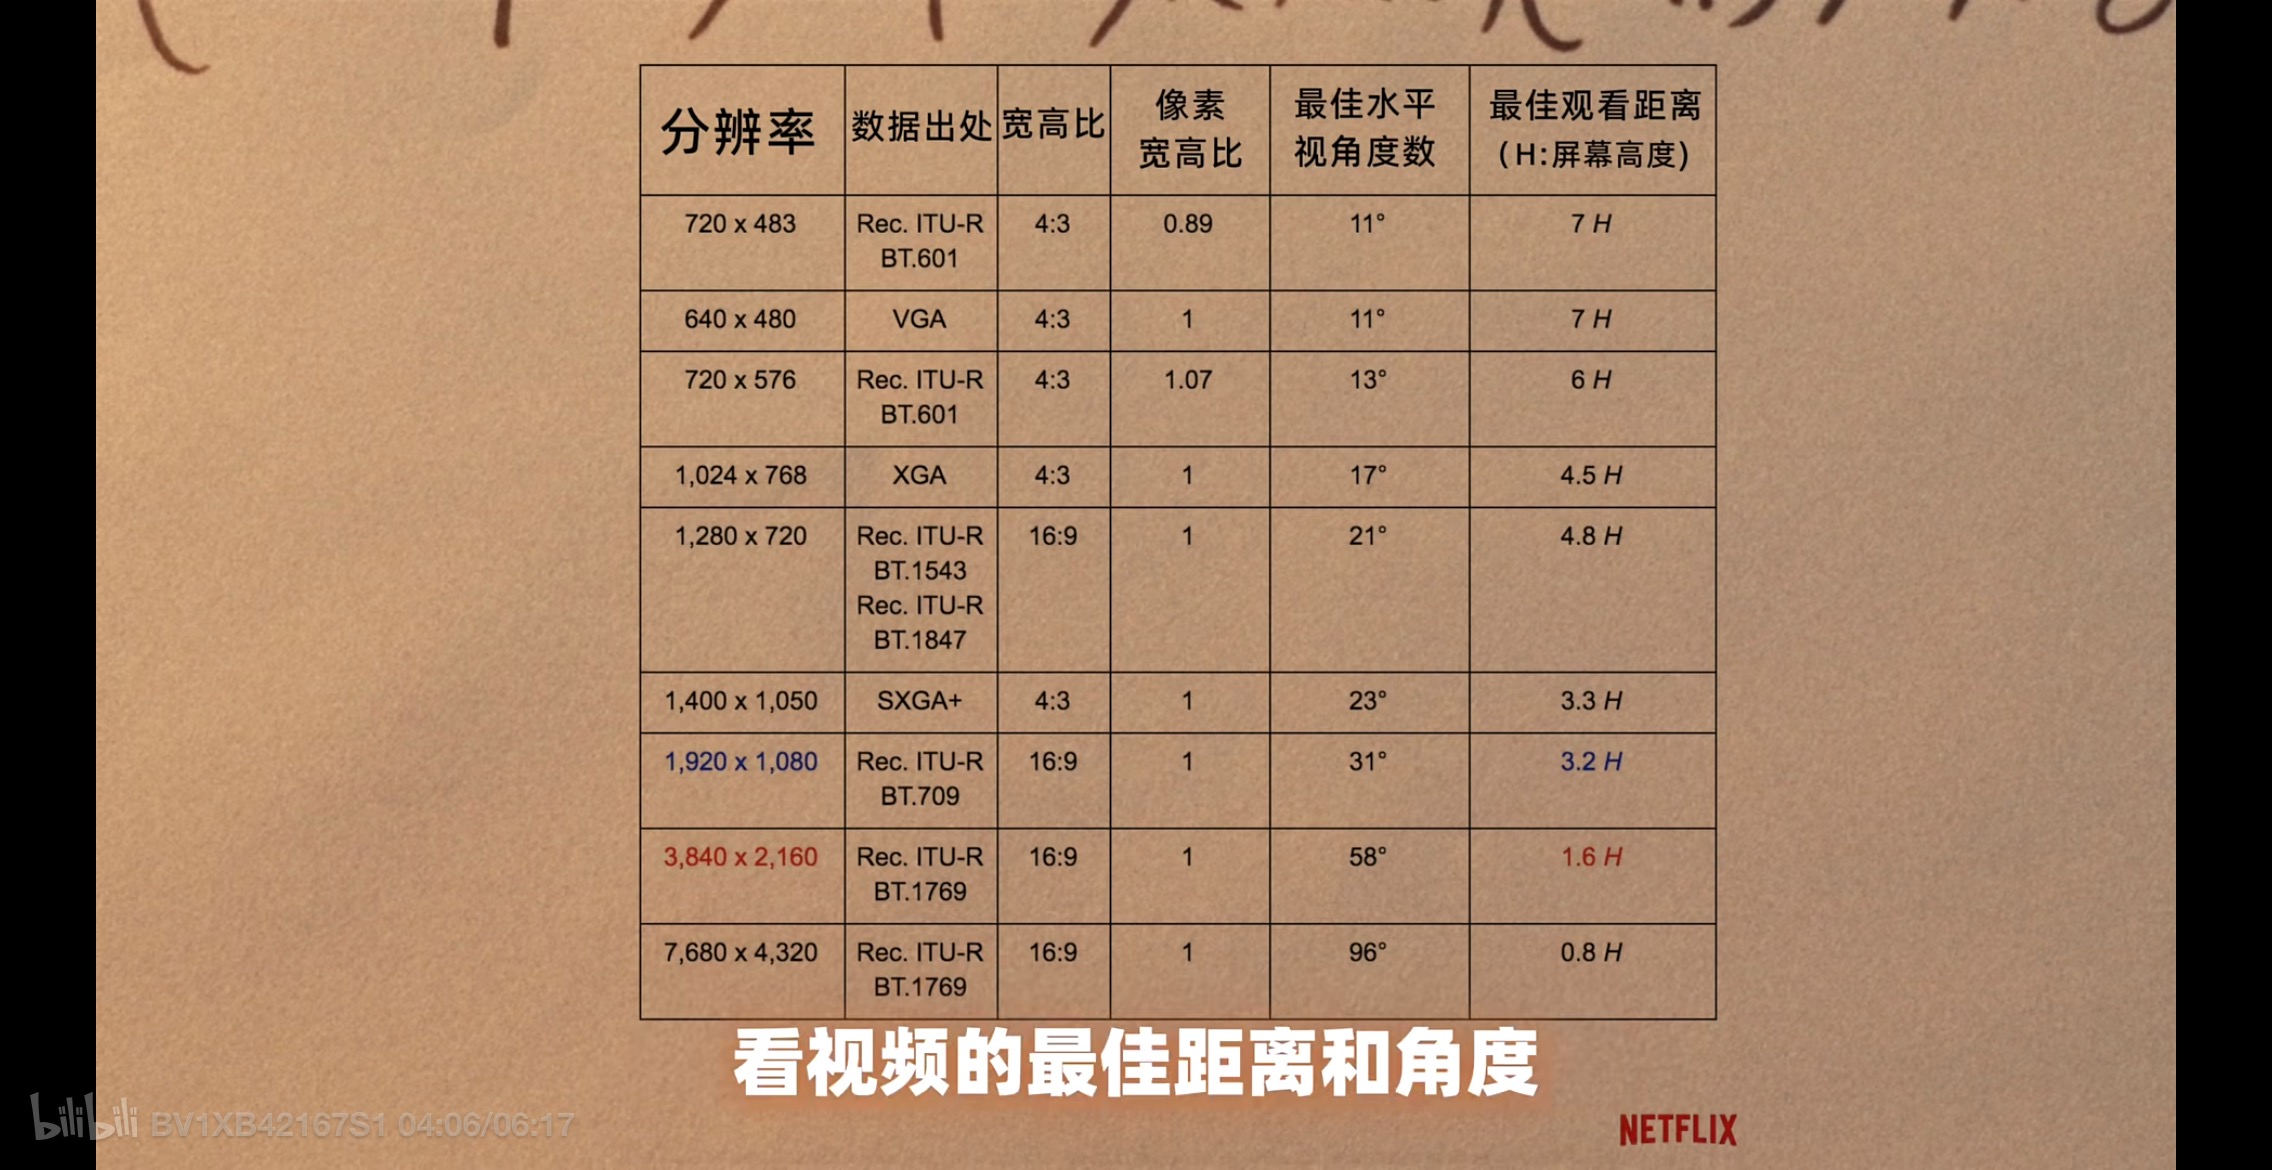 分辨率 数据出处 宽高比 像素宽高比 最佳水平视角度数 最佳观看距离(H:屏幕高度)
720 x 483 Rec. ITU-R BT.601 4:3 0.89 11° 7 H
640 x 480 VGA 4:3 1 11° 7 H
720 x 576 Rec. ITU-R BT.601 4:3 1.07 13° 6 H
1,024 x 768 XGA 4:3 1 17° 4.5 H
1,280 x 720 Rec. ITU-R BT.1543 Rec. ITU-R BT.1847 16:9 1 21° 4.8 H
1,400 x 1,050 SXGA+ 4:3 1 23° 3.3 H
1,920 x 1,080 Rec. ITU-R BT.709 16:9 1 31° 3.2 H
3,840 x 2,160 Rec. ITU-R BT.1769 16:9 1 58° 1.6 H
7,680 x 4,320 Rec. ITU-R BT.1769 16:9 1 96° 0.8 H
看视频的最佳距离和角度
bilibili BV1XB42167S1 04:06/06:17
NETFLIX